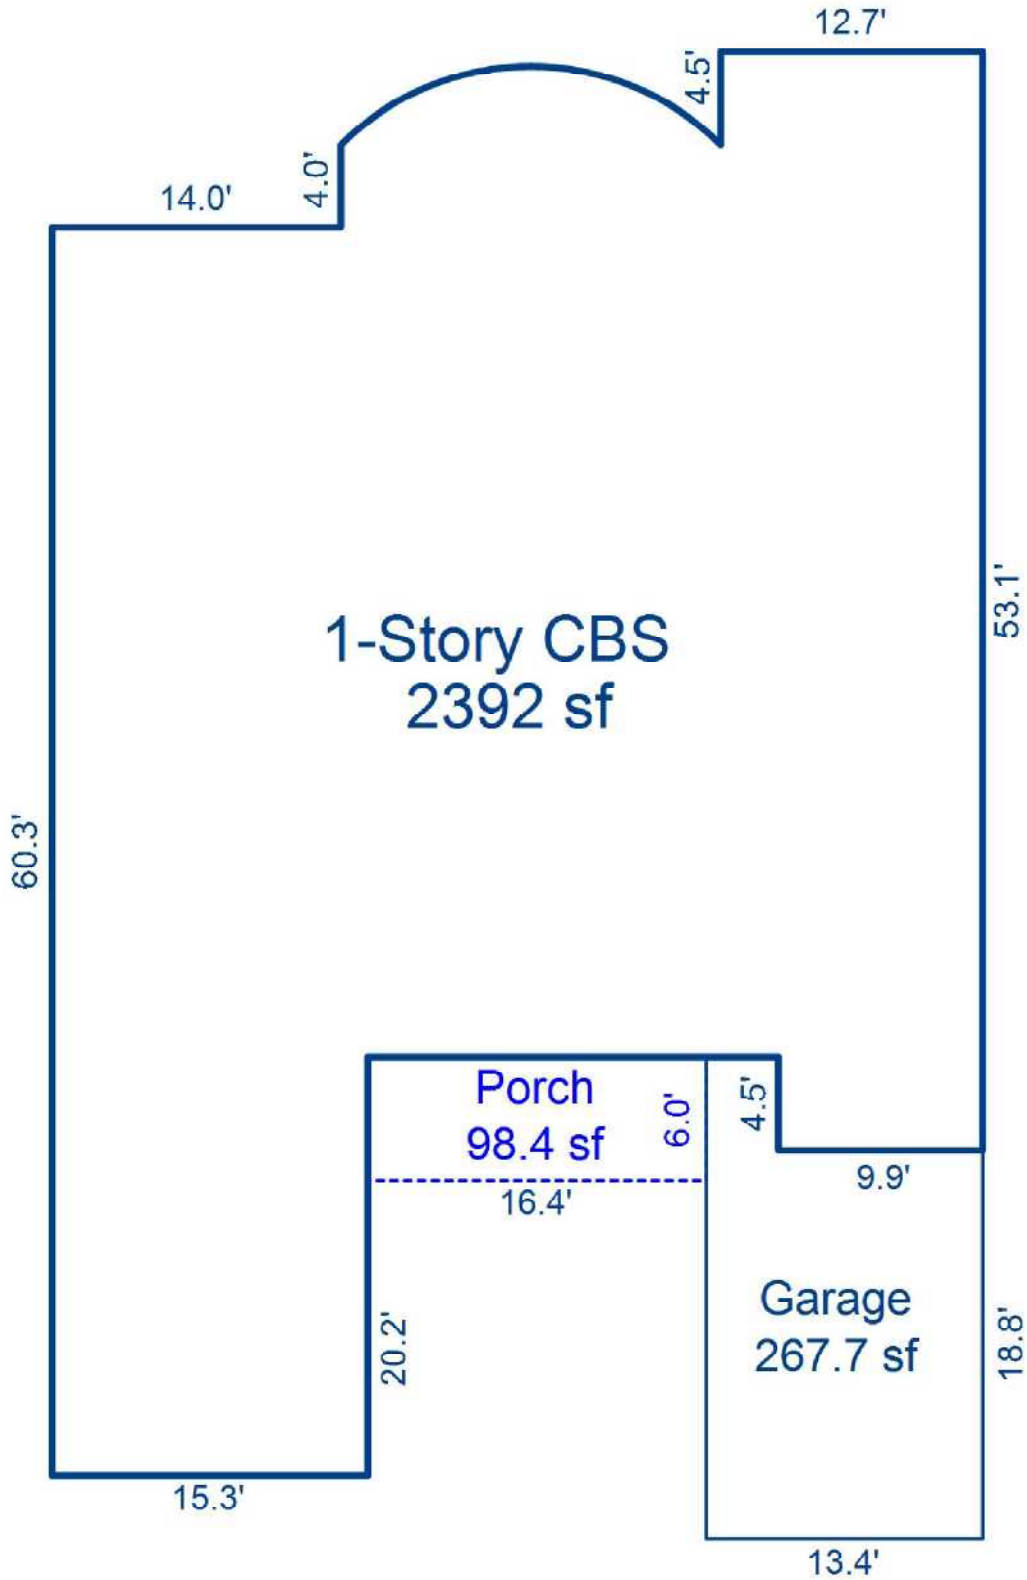 12.7'
4.5'
4.0'
14.0'
53.1'
1-Story CBS
2392 sf
60.3'
Porch
98.4 sf
6.0'
4.5'
16.4'
9.9'
Garage
267.7 sf
20.2'
18.8'
15.3'
13.4'